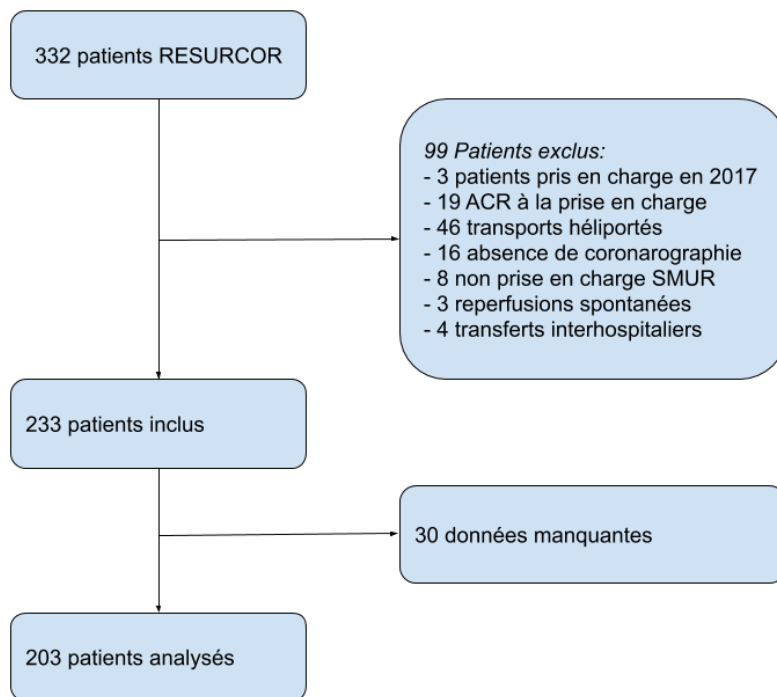 332 patients RESURCOR
99 Patients exclus:
- 3 patients pris en charge en 2017
- 19 ACR à la prise en charge
- 46 transports héliportés
- 16 absence de coronarographie
- 8 non prise en charge SMUR
- 3 reperfusions spontanées
- 4 transferts interhospitaliers
233 patients inclus
30 données manquantes
203 patients analysés